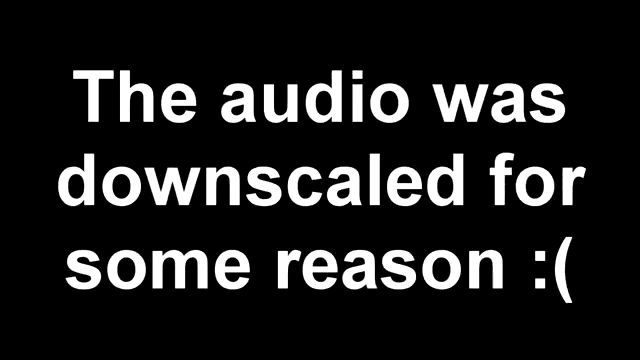 The audio was
downscaled for
some reason :(